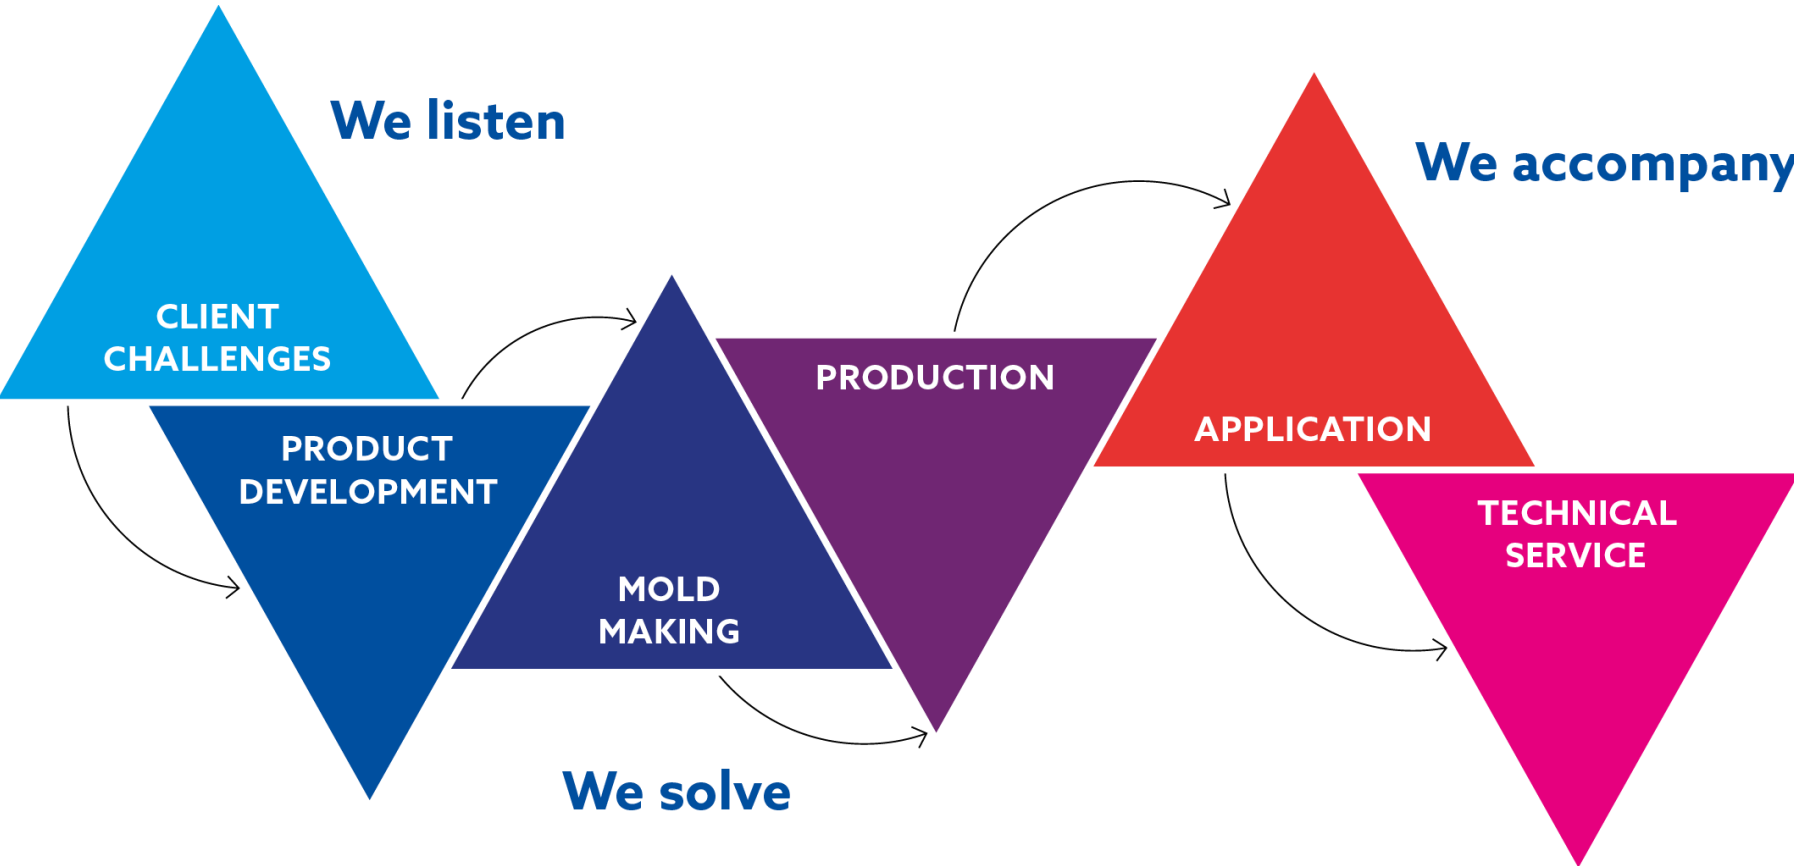 We listen
We accompany
CLIENT
CHALLENGES
PRODUCT
DEVELOPMENT
MOLD
MAKING
PRODUCTION
APPLICATION
TECHNICAL
SERVICE
We solve